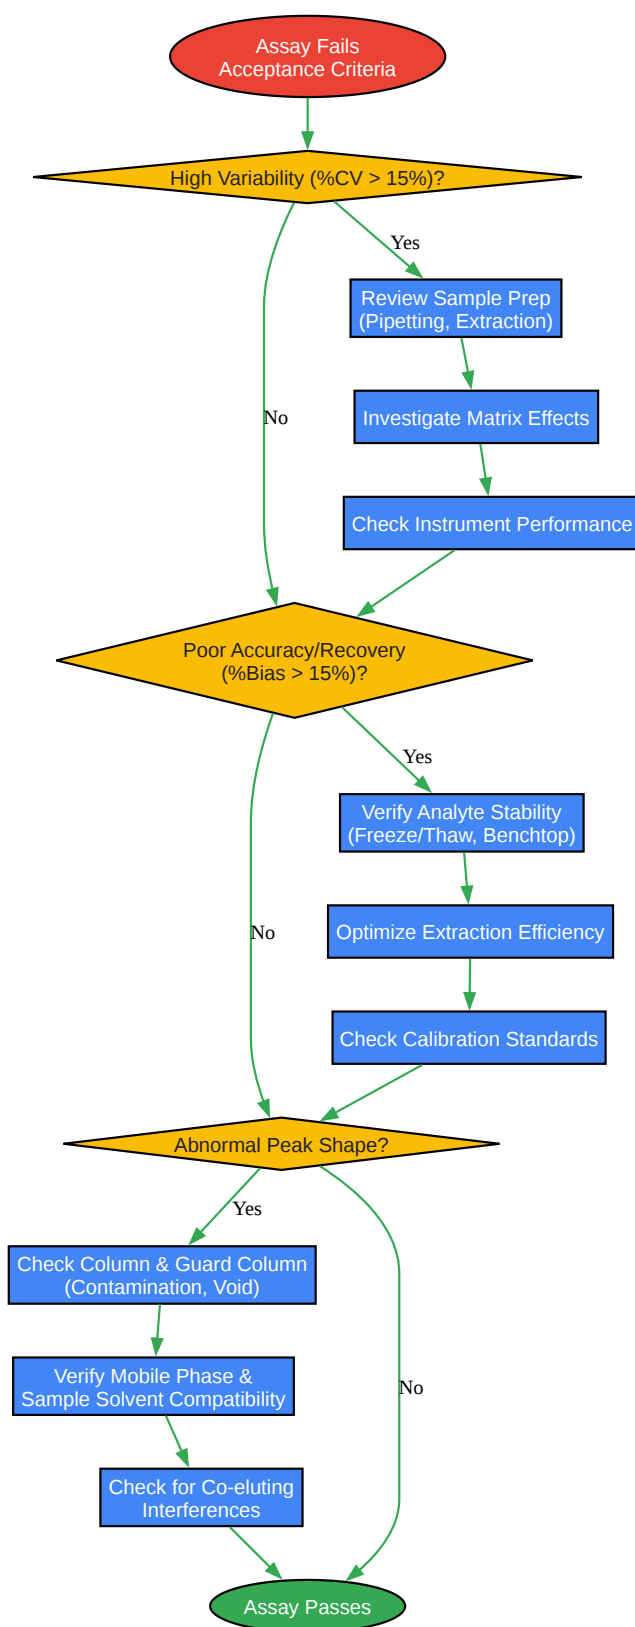 Assay Fails
Acceptance Criteria
High Variability (%CV > 15%)?
Yes
Review Sample Prep
(Pipetting, Extraction)
No
Investigate Matrix Effects
Check Instrument Performance
Poor Accuracy/Recovery
(%Bias > 15%)?
Yes
Verify Analyte Stability
(Freeze/Thaw, Benchtop)
No
Optimize Extraction Efficiency
Check Calibration Standards
Abnormal Peak Shape?
Yes
Check Column & Guard Column
(Contamination, Void)
Verify Mobile Phase &
Sample Solvent Compatibility
No
Check for Co-eluting
Interferences
Assay Passes